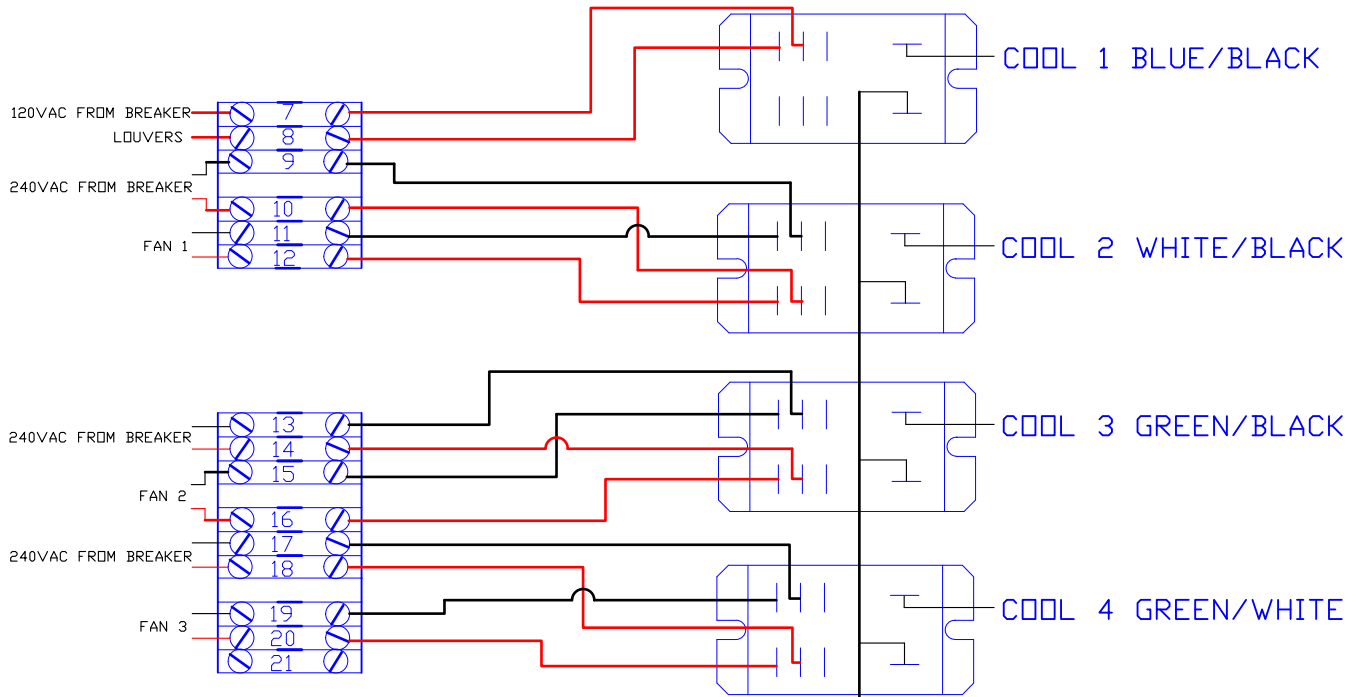 COOL 1 BLUE/BLACK
120VAC FROM BREAKER 7
LOUVERS 8
9
240VAC FROM BREAKER
10
11
FAN 1
12
COOL 2 WHITE/BLACK
13
240VAC FROM BREAKER
14
15
FAN 2
16
17
240VAC FROM BREAKER
18
19
FAN 3
20
21
COOL 3 GREEN/BLACK
COOL 4 GREEN/WHITE